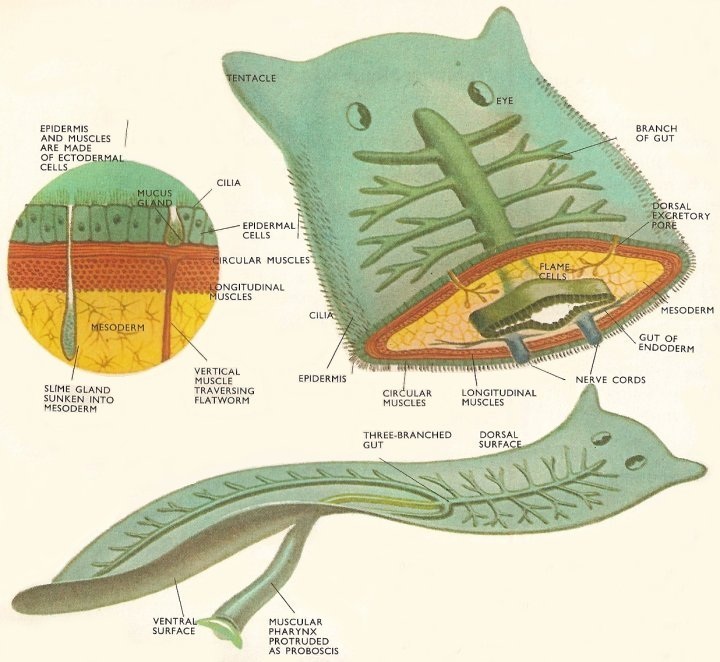 TENTACLE
EYE
EPIDERMIS
AND MUSCLES
ARE MADE
OF ECTODERMAL
CELLS
BRANCH
OF GUT
CILIA
MUCUS
GLAND
DORSAL
EXCRETORY
PORE
EPIDERMAL
CELLS
CIRCULAR MUSCLES
FLAME
CELLS
LONGITUDINAL
MUSCLES
MESODERM
CILIA
MESODERM
GUT OF
ENDODERM
VERTICAL
MUSCLE
TRAVERSING
FLATWORM
EPIDERMIS
NERVE CORDS
SLIME GLAND
SUNKEN INTO
MESODERM
CIRCULAR
MUSCLES
LONGITUDINAL
MUSCLES
THREE-BRANCHED
GUT
DORSAL
SURFACE
VENTRAL
SURFACE
MUSCULAR
PHARYNX
PROTRUDED
AS PROBOSCIS